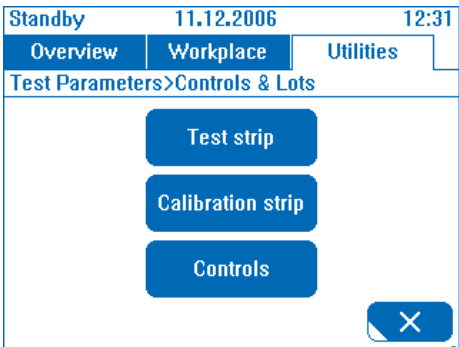 Standby 11.12.2006 12:31
Overview Workplace Utilities
Test Parameters>Controls & Lots
Test strip
Calibration strip
Controls